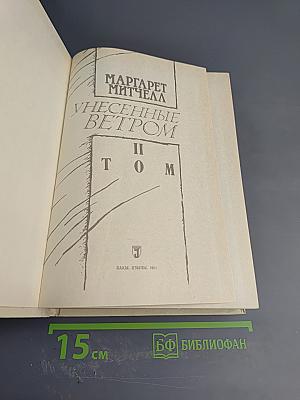 МАРГАРЕТ
МИТЧЕЛЛ
УНЕСЕННЫЕ
ВЕТРОМ
II
ТОМ
15 см
БФ БИБЛИОФАН